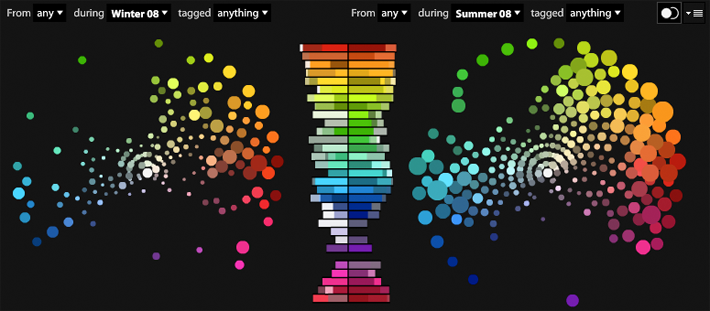 From any ▼ during Winter 08 ▼ tagged anything ▼
From any ▼ during Summer 08 ▼ tagged anything ▼